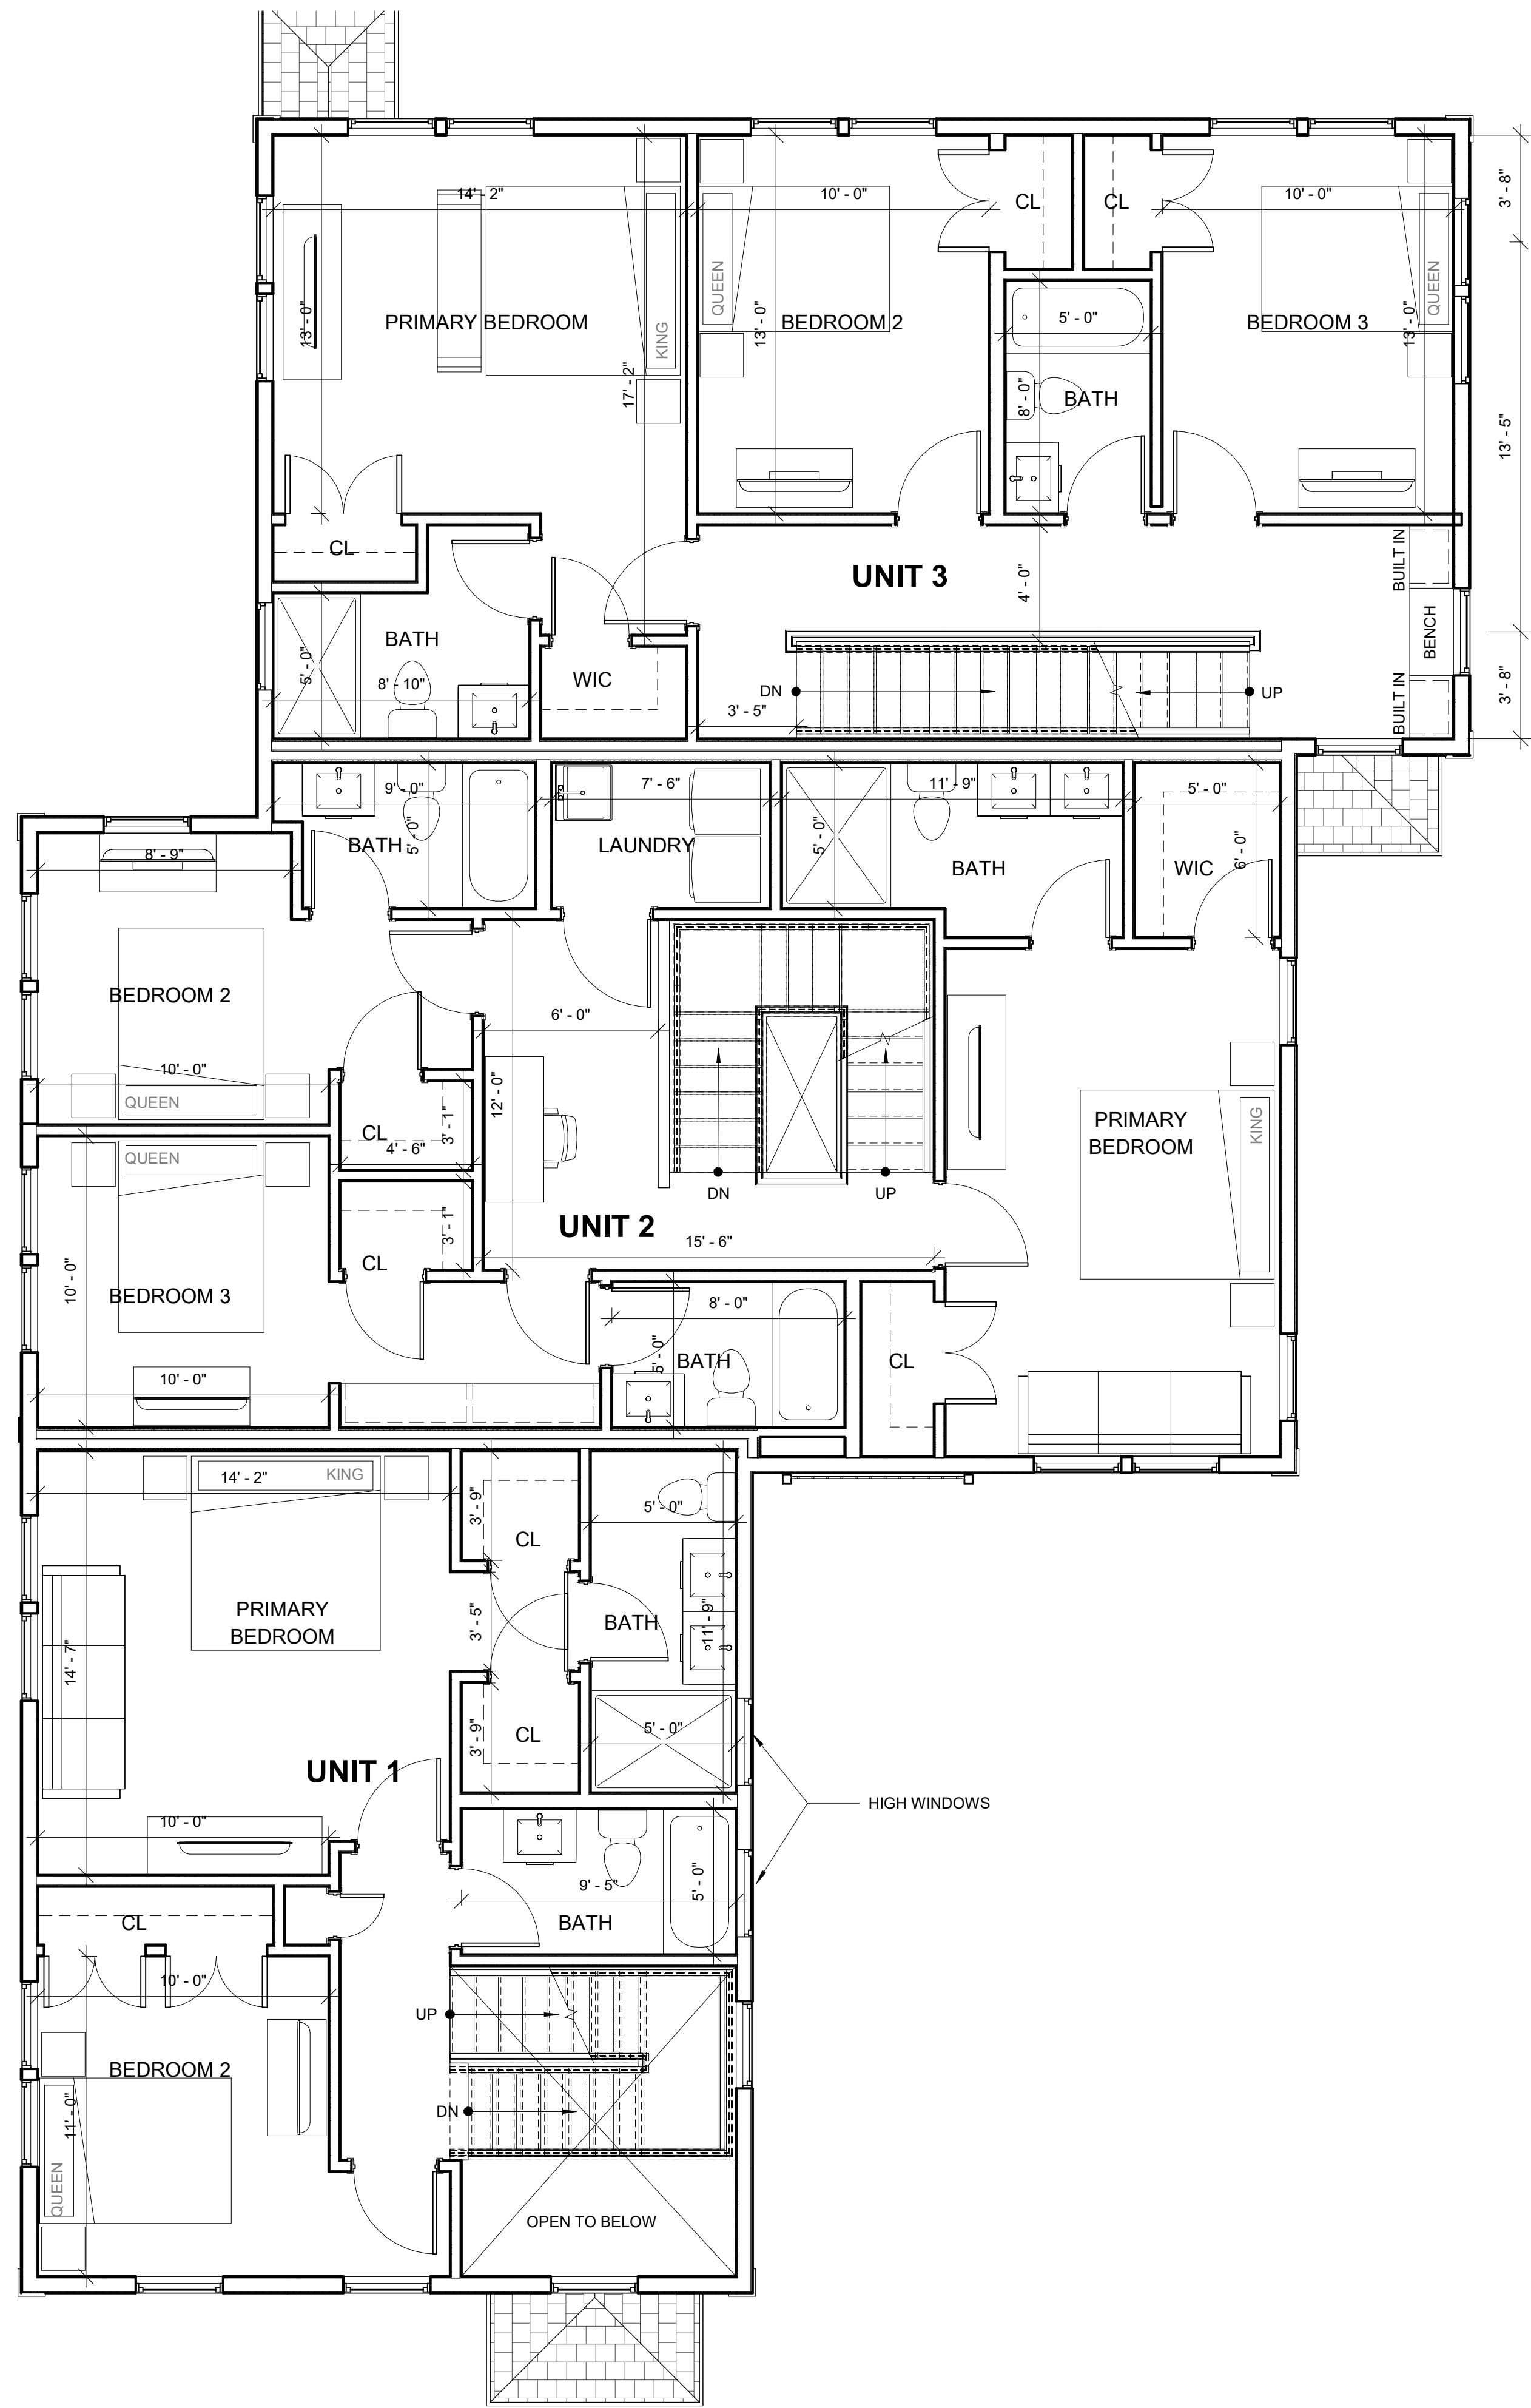 3' - 8"
14' - 2"
10' - 0"
CL
CL
10' - 0"
QUEEN
QUEEN
PRIMARY BEDROOM
13' - 0"
KING
17' - 2"
BEDROOM 2
13' - 0"
5' - 0"
BEDROOM 3
13' - 0"
8' - 0"
BATH
13' - 5"
CL
UNIT 3
4' - 0"
BUILT IN
BENCH
BUILT IN
BATH
5' - 0"
8' - 10"
WIC
DN
UP
3' - 5"
3' - 8"
9' - 0"
7' - 6"
11' - 9"
5' - 0"
BATH
5' - 0"
LAUNDRY
5' - 0"
BATH
WIC
6' - 0"
8' - 9"
BEDROOM 2
6' - 0"
10' - 0"
QUEEN
12' - 0"
CL
3' - 1"
4' - 6"
PRIMARY
BEDROOM
KING
QUEEN
DN
UP
3' - 1"
UNIT 2
15' - 6"
CL
10' - 0"
BEDROOM 3
8' - 0"
5' - 0"
BATH
CL
10' - 0"
14' - 2"
KING
3' - 9"
CL
5' - 0"
PRIMARY
BEDROOM
3' - 5"
BATH
11' - 9"
14' - 7"
3' - 9"
CL
5' - 0"
UNIT 1
HIGH WINDOWS
10' - 0"
9' - 5"
5' - 0"
CL
BATH
10' - 0"
UP
BEDROOM 2
11' - 0"
DN
QUEEN
OPEN TO BELOW